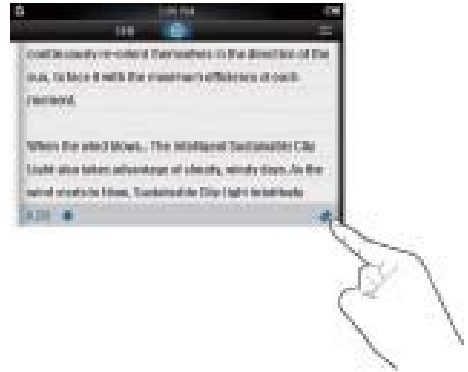 continuously re-orient themselves in the direction of the
sun, to face it with the maximum efficiency at each
moment.
When the wind blows... The intelligent Sustainable City
Light also takes advantage of cloudy, windy days. As the
wind starts to blow, Sustainable City Light intuitively